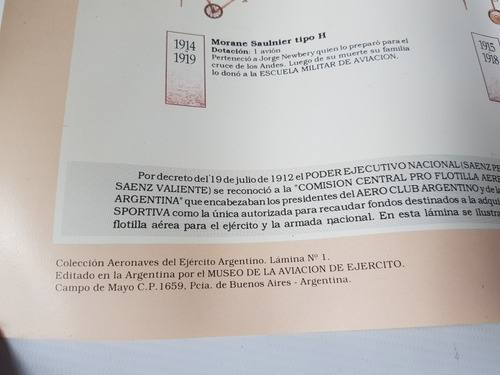 1914
1919
Morane Saulnier tipo H
Dotación: 1 avión
Perteneció a Jorge Newbery quien lo preparó para el
cruce de los Andes. Luego de su muerte su familia
lo donó a la ESCUELA MILITAR DE AVIACION.
1915
1918
Por decreto del 19 de julio de 1912 el PODER EJECUTIVO NACIONAL (SAENZ PE
SAENZ VALIENTE) se reconoció a la "COMISION CENTRAL PRO FLOTILLA AERE
ARGENTINA" que encabezaban los presidentes del AERO CLUB ARGENTINO y de la
SPORTIVA como la única autorizada para recaudar fondos destinados a la adqui
flotilla aérea para el ejército y la armada nacional. En esta lámina se ilustra
Colección Aeronaves del Ejército Argentino. Lámina Nº 1.
Editado en la Argentina por el MUSEO DE LA AVIACION DE EJERCITO.
Campo de Mayo C.P. 1659, Pcia. de Buenos Aires - Argentina.